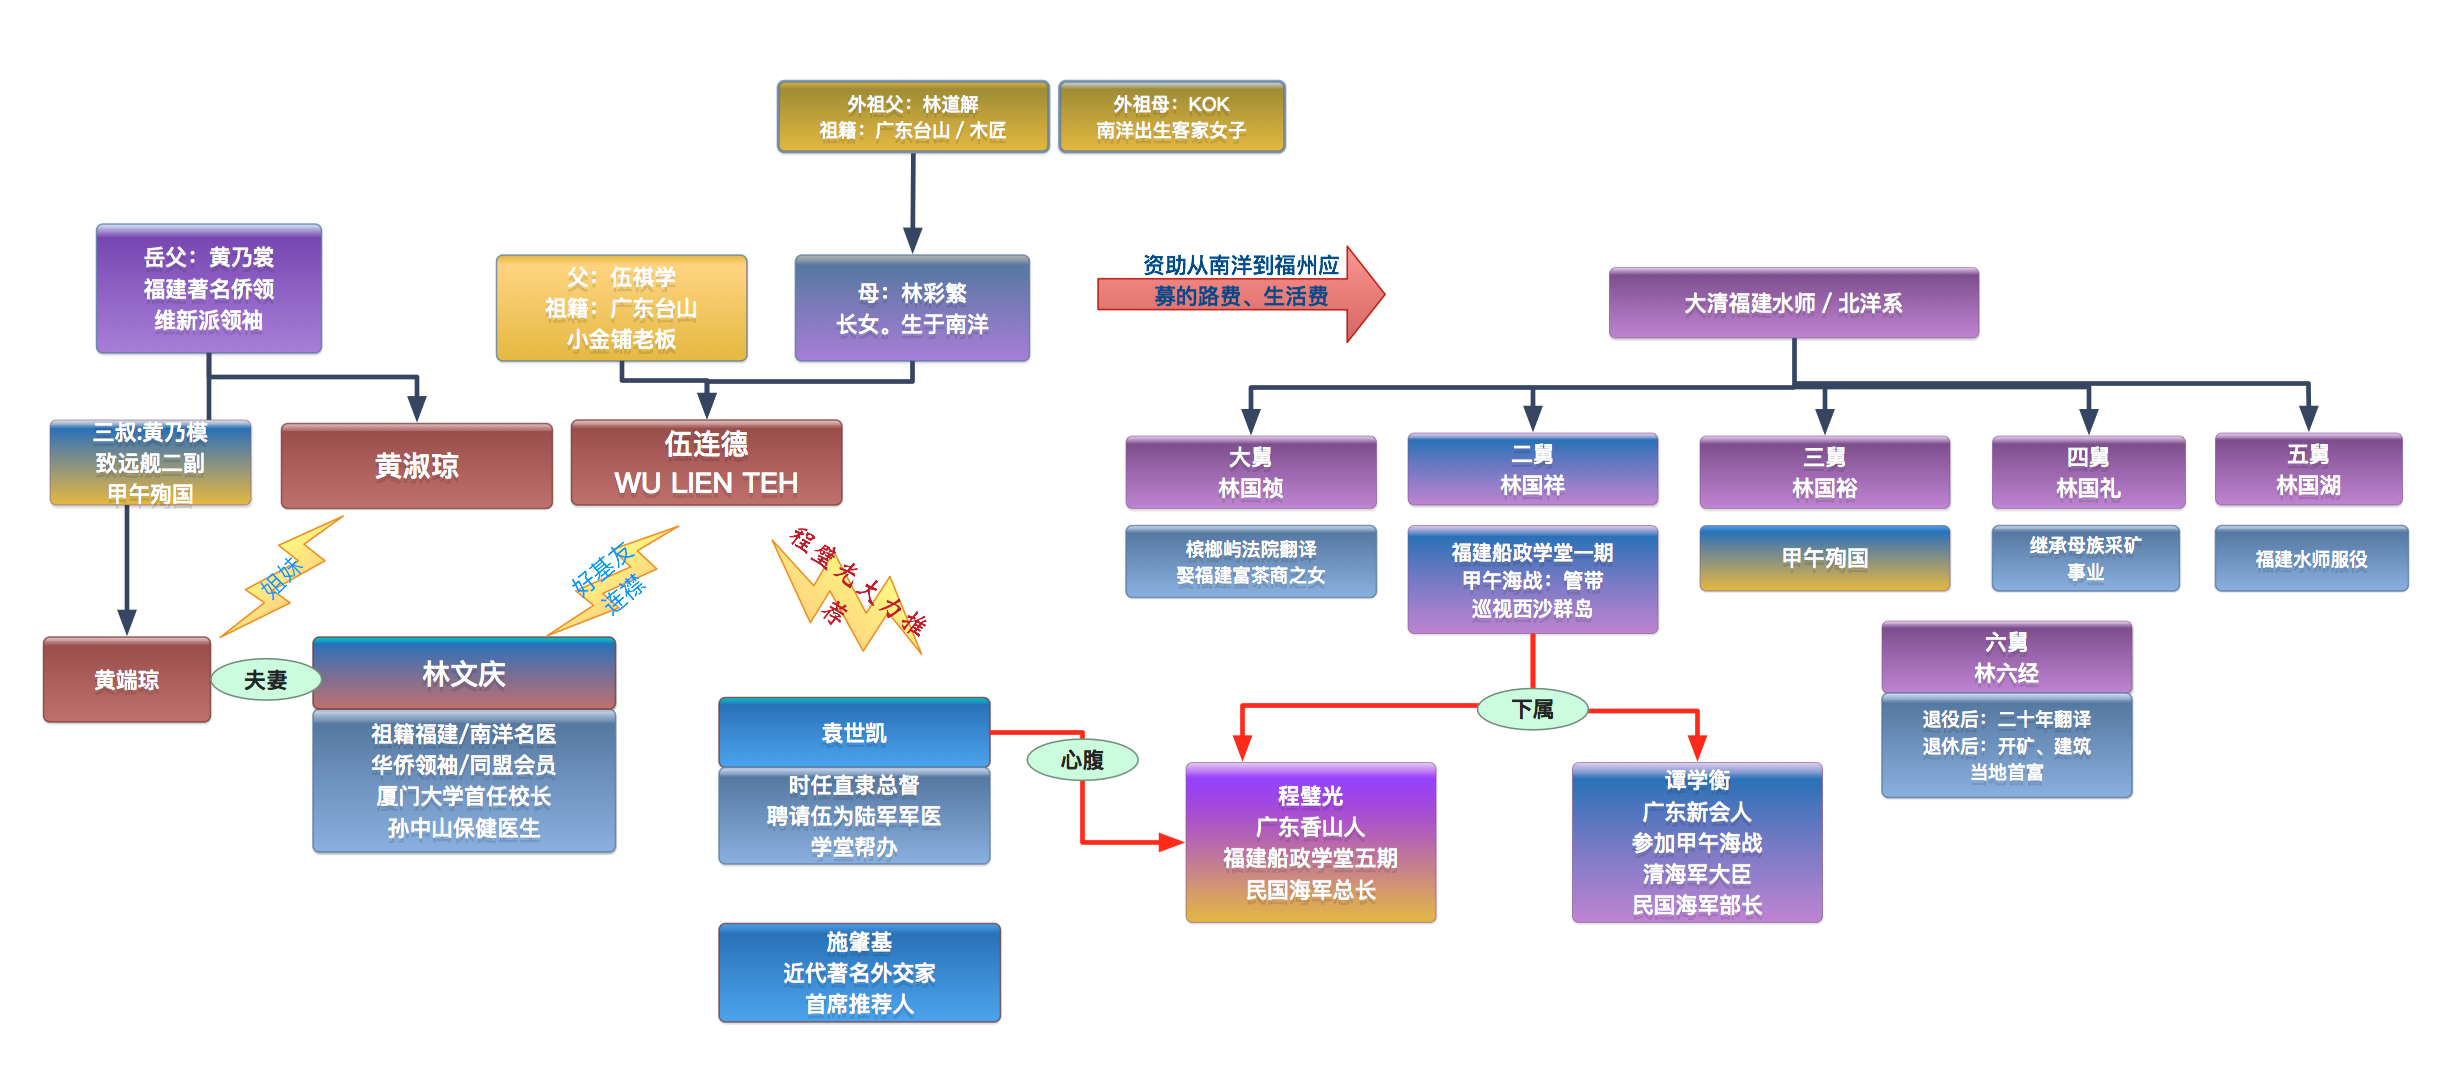 外祖父：林道解
祖籍：广东台山 / 木匠
外祖母：KOK
南洋出生客家女子
岳父：黄乃裳
福建著名侨领
维新派领袖
父：伍祺学
祖籍：广东台山
小金铺老板
母：林彩繁
长女。生于南洋
资助从南洋到福州应
募的路费、生活费
大清福建水师 / 北洋系
三叔:黄乃模
致远舰二副
甲午殉国
黄淑琼
伍连德
WU LIEN TEH
大舅
林国祯
二舅
林国祥
三舅
林国裕
四舅
林国礼
五舅
林国湖
槟榔屿法院翻译
娶福建富茶商之女
福建船政学堂一期
甲午海战：管带
巡视西沙群岛
甲午殉国
继承母族采矿
事业
福建水师服役
姐妹
好基友
连襟
程璧光大力推
荐
黄端琼
夫妻
林文庆
祖籍福建/南洋名医
华侨领袖/同盟会员
厦门大学首任校长
孙中山保健医生
六舅
林六经
退役后：二十年翻译
退休后：开矿、建筑
当地首富
下属
袁世凯
时任直隶总督
聘请伍为陆军军医
学堂帮办
心腹
程璧光
广东香山人
福建船政学堂五期
民国海军总长
谭学衡
广东新会人
参加甲午海战
清海军大臣
民国海军部长
施肇基
近代著名外交家
首席推荐人